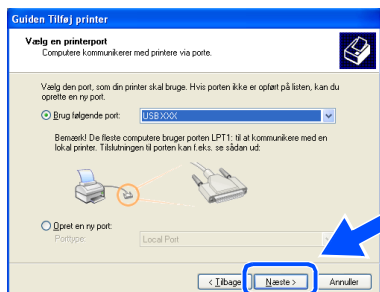 Guiden Tilføj printer
Vælg en printerport
Computere kommunikerer med printere via porte.
Vælg den port, som din printer skal bruge. Hvis porten ikke er opført på listen, kan du
oprette en ny port.
Brug følgende port:
USBXXX
Bemærk! De fleste computere bruger porten LPT1: til at kommunikere med en
lokal printer. Tilslutningen til porten kan f.eks. se sådan ud:
Opret en ny port:
Porttype:
Local Port
< Tilbage
Næste >
Annuller